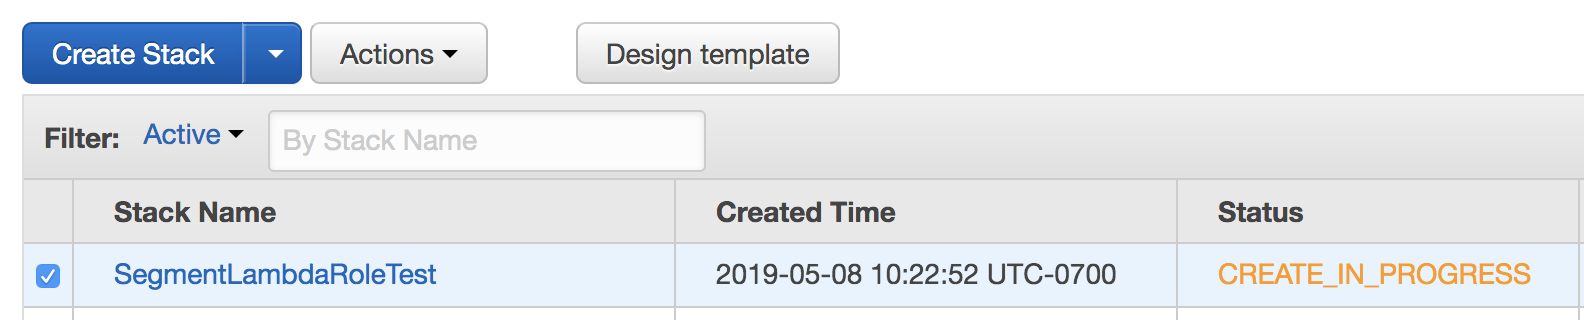 Create Stack Actions Design template
Filter: Active By Stack Name
Stack Name Created Time Status
SegmentLambdaRoleTest 2019-05-08 10:22:52 UTC-0700 CREATE_IN_PROGRESS